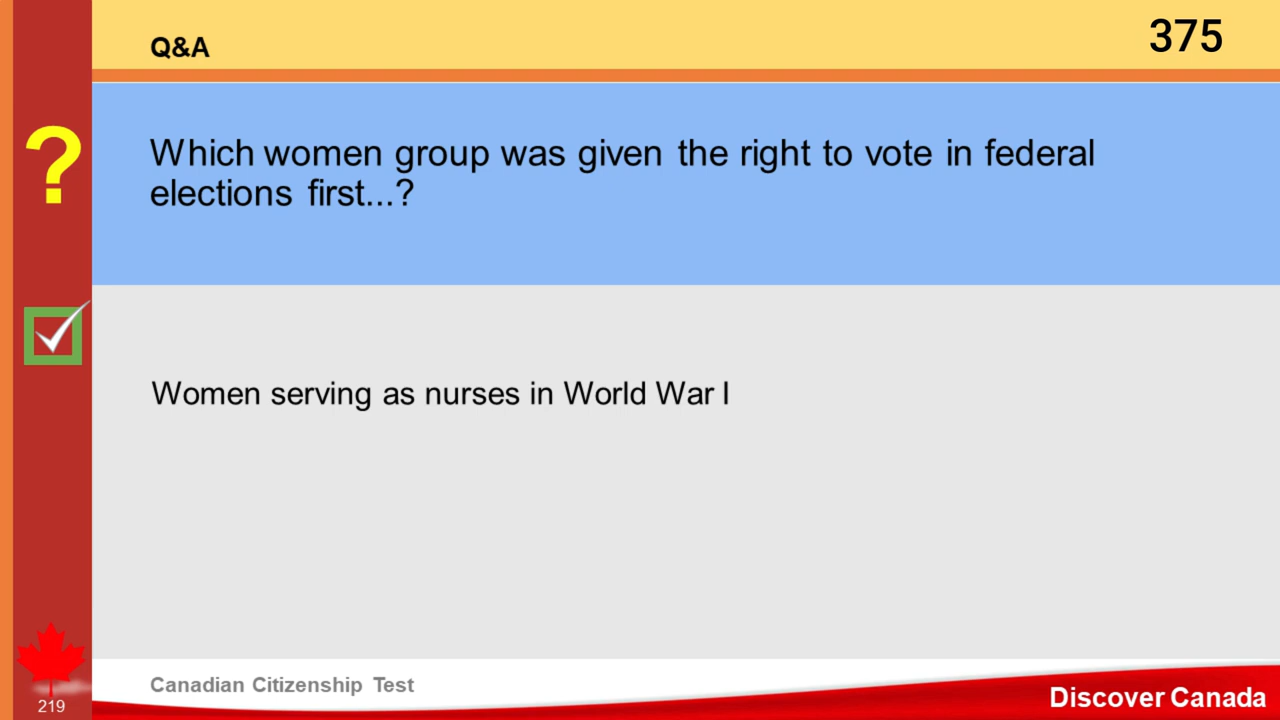 Q&A
375
?
Which women group was given the right to vote in federal
elections first...?
Women serving as nurses in World War I
Canadian Citizenship Test
219
Discover Canada